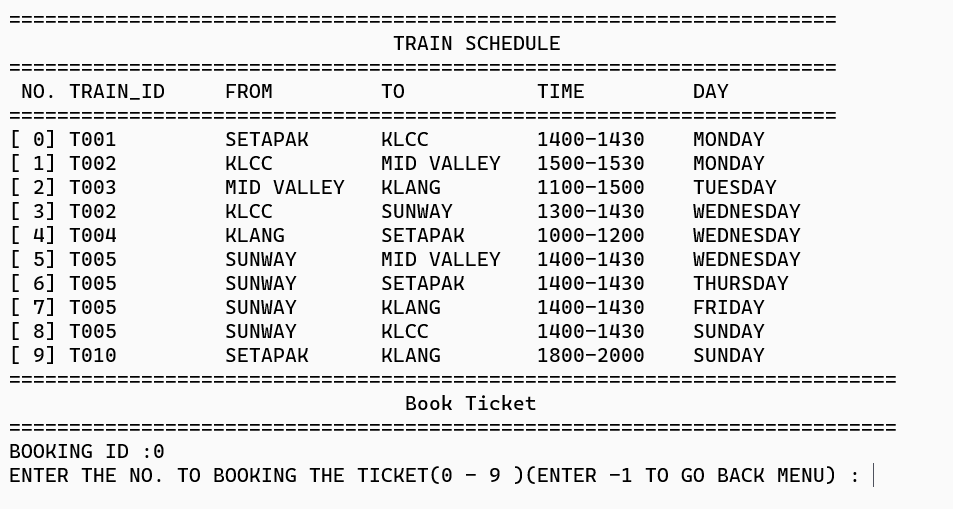 =====================================================================
TRAIN SCHEDULE
=====================================================================
NO. TRAIN_ID     FROM         TO           TIME         DAY
=====================================================================
[ 0] T001         SETAPAK      KLCC         1400-1430    MONDAY
[ 1] T002         KLCC         MID VALLEY   1500-1530    MONDAY
[ 2] T003         MID VALLEY   KLANG        1100-1500    TUESDAY
[ 3] T002         KLCC         SUNWAY       1300-1430    WEDNESDAY
[ 4] T004         KLANG        SETAPAK      1000-1200    WEDNESDAY
[ 5] T005         SUNWAY       MID VALLEY   1400-1430    WEDNESDAY
[ 6] T005         SUNWAY       SETAPAK      1400-1430    THURSDAY
[ 7] T005         SUNWAY       KLANG        1400-1430    FRIDAY
[ 8] T005         SUNWAY       KLCC         1400-1430    SUNDAY
[ 9] T010         SETAPAK      KLANG        1800-2000    SUNDAY
==========================================================================
Book Ticket
==========================================================================
BOOKING ID :0
ENTER THE NO. TO BOOKING THE TICKET(0 - 9 )(ENTER -1 TO GO BACK MENU) :